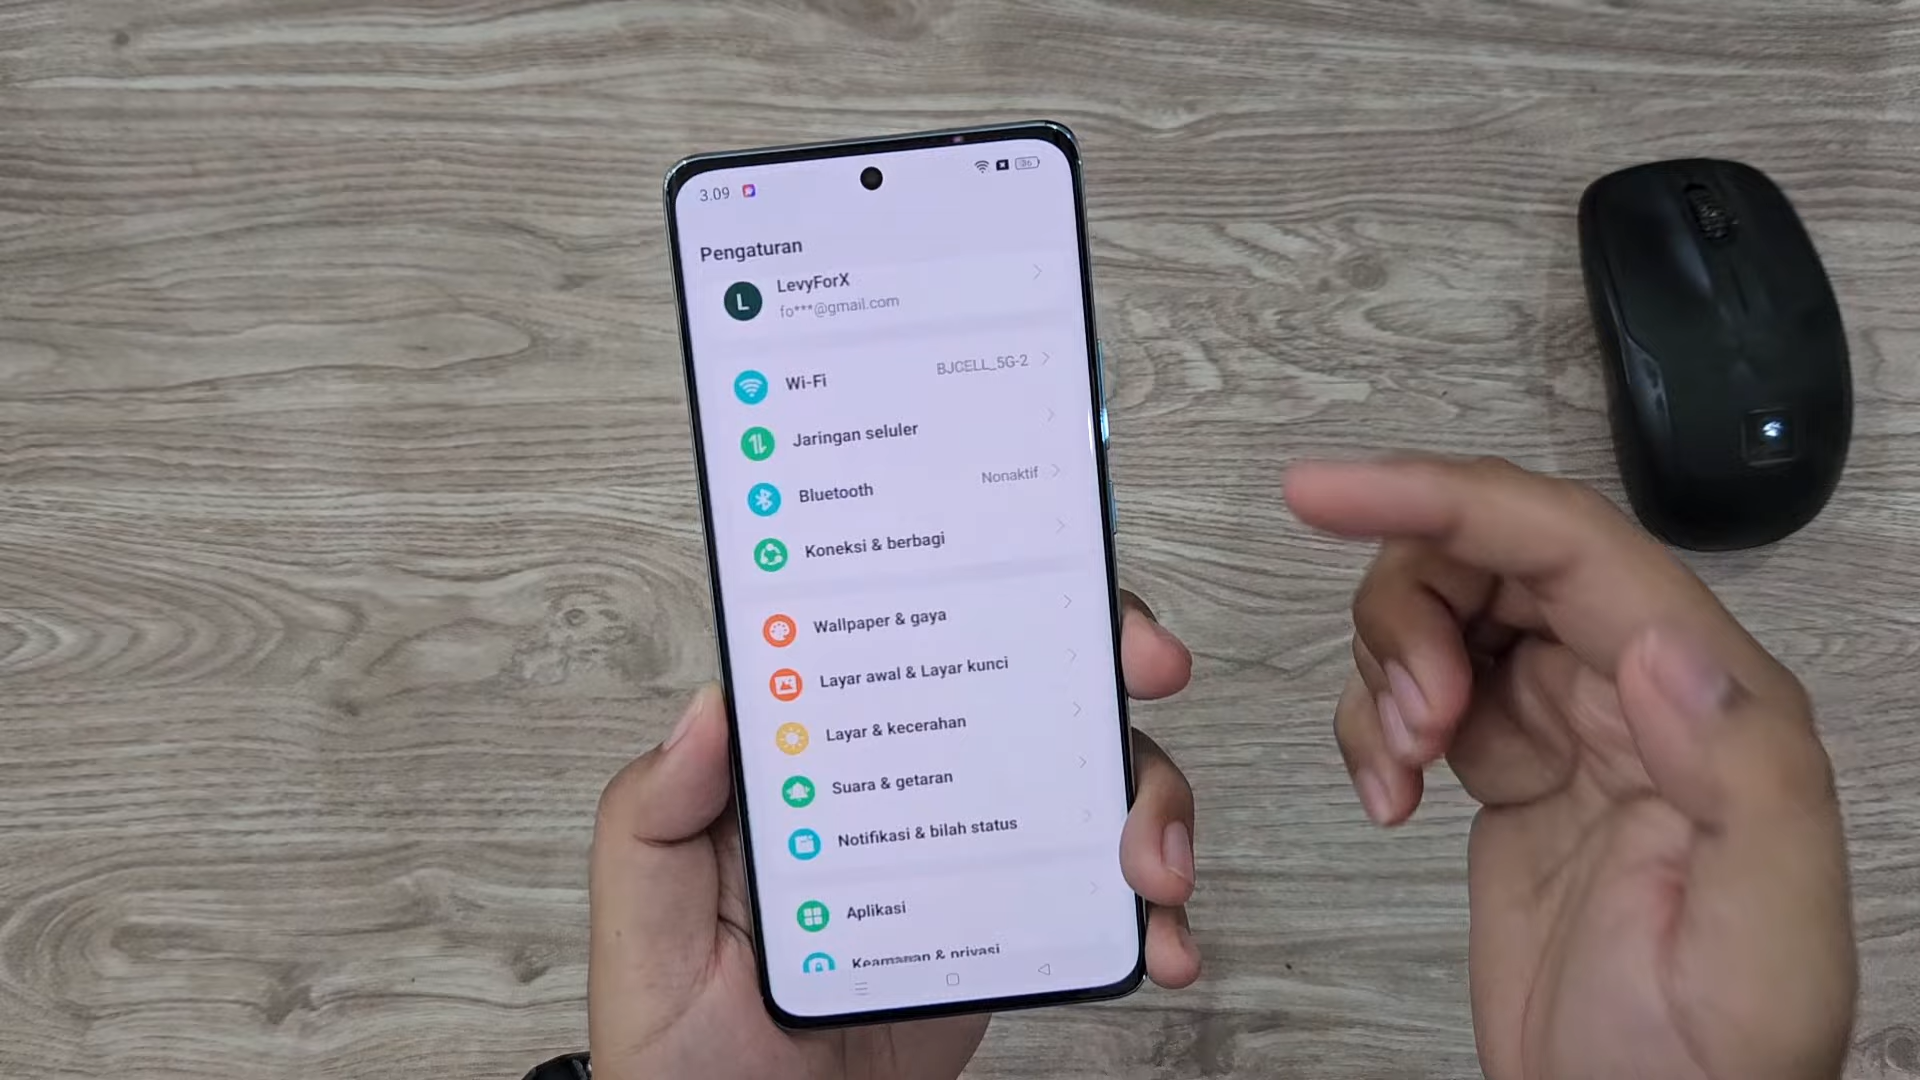 3.09
36
Pengaturan
L
LevyForX
fo***@gmail.com
Wi-Fi
BJCELL_5G-2
Jaringan seluler
Bluetooth
Nonaktif
Koneksi & berbagi
Wallpaper & gaya
Layar awal & Layar kunci
Layar & kecerahan
Suara & getaran
Notifikasi & bilah status
Aplikasi
Keamanan & privasi